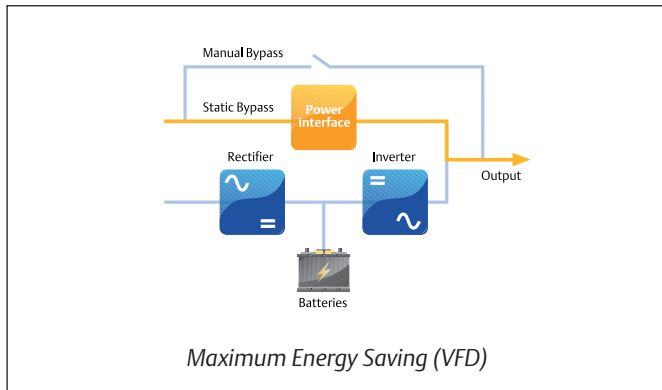 Manual Bypass
Static Bypass
Power
interface
Rectifier
Inverter
Output
Batteries
Maximum Energy Saving (VFD)